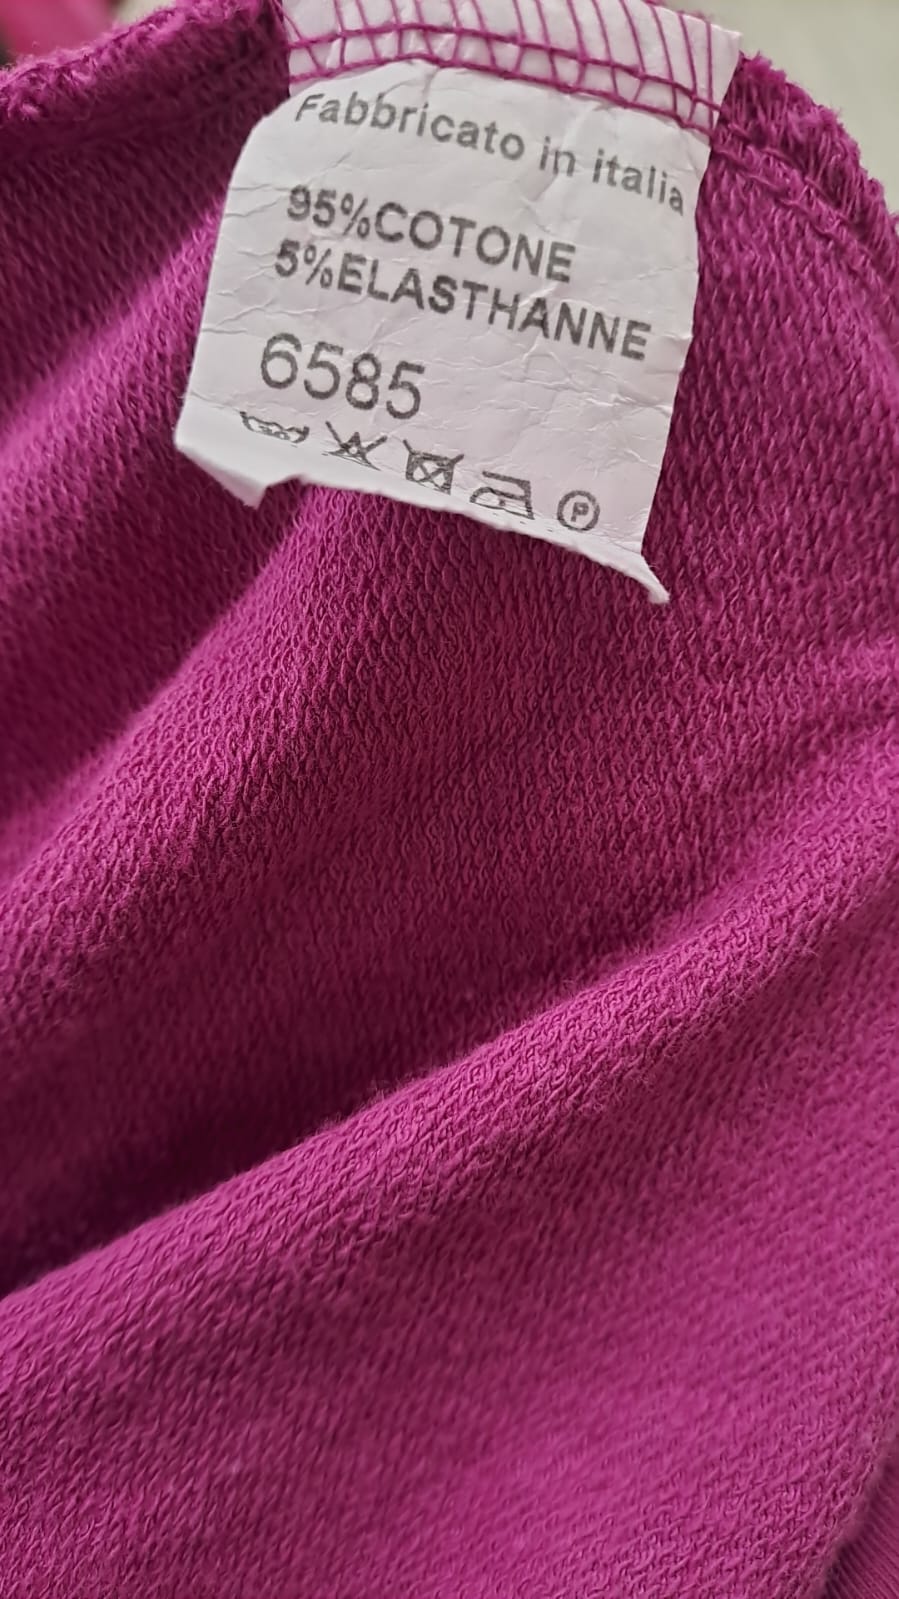 Fabbricato in italia
95%COTONE
5%ELASTHANNE
6585
P